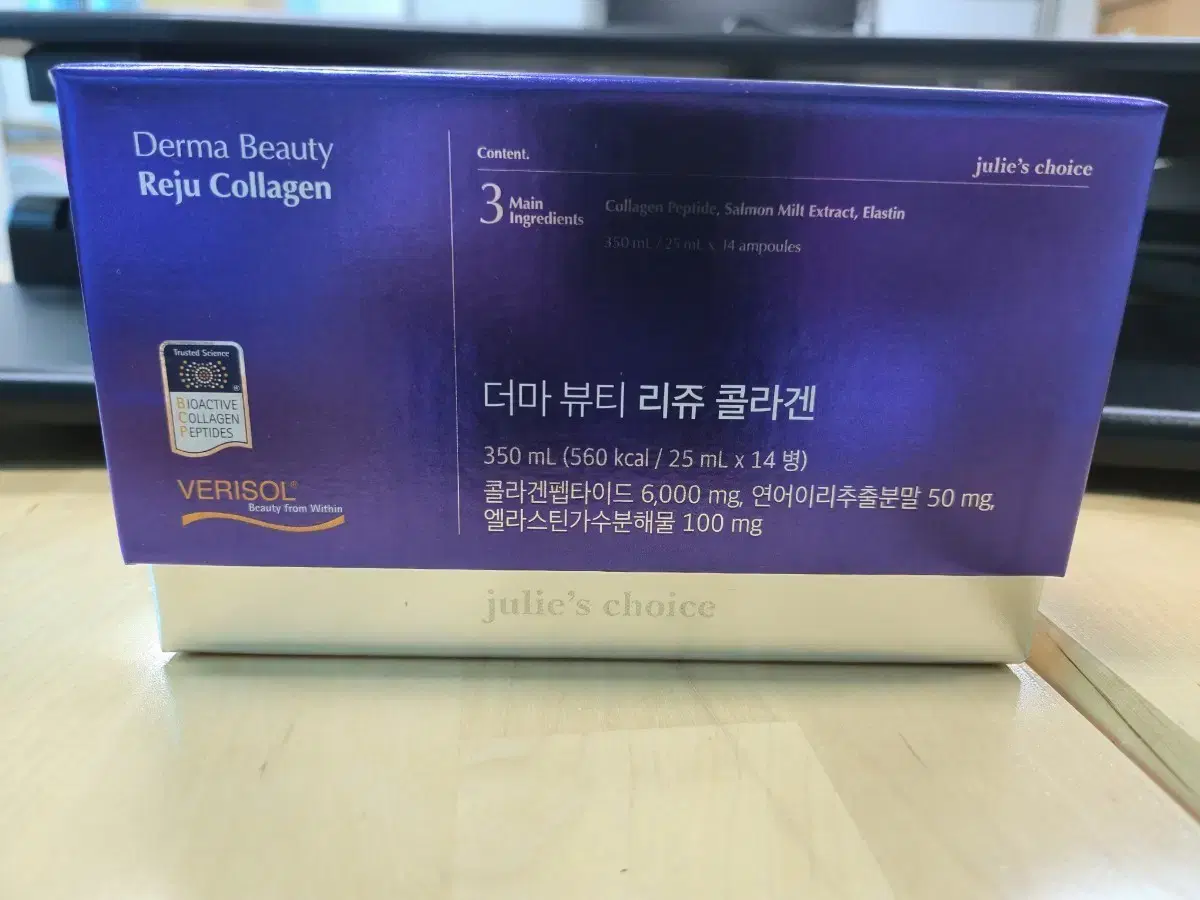 Derma Beauty
Reju Collagen
Trusted Science
®
BIOACTIVE
COLLAGEN
PEPTIDES
VERISOL®
Beauty from Within
Content.
julie's choice
3 Main Ingredients
Collagen Peptide, Salmon Milt Extract, Elastin
350 mL / 25 mL x 14 ampoules
더마 뷰티 리쥬 콜라겐
350 mL (560 kcal / 25 mL x 14 병)
콜라겐펩타이드 6,000 mg, 연어이리추출분말 50 mg,
엘라스틴가수분해물 100 mg
julie's choice